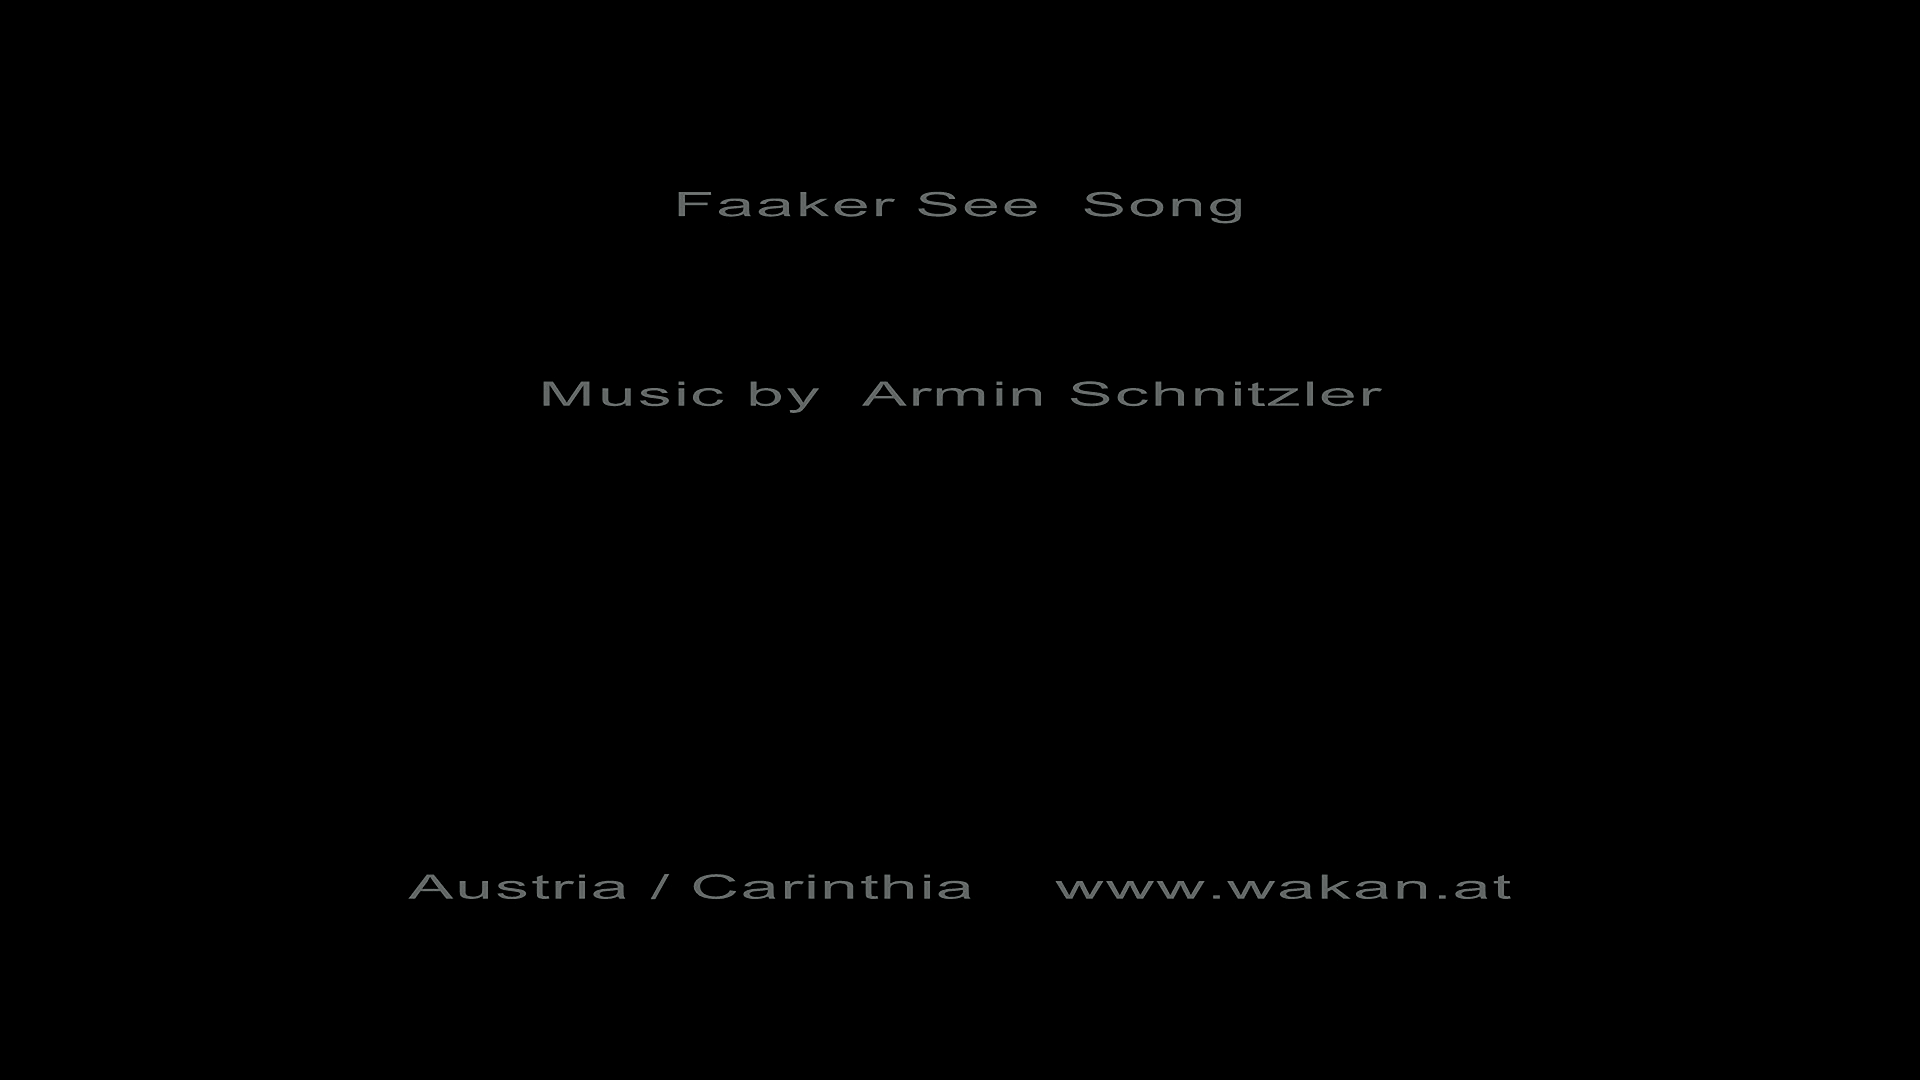 Faaker See Song
Music by Armin Schnitzler
Austria / Carinthia www.wakan.at